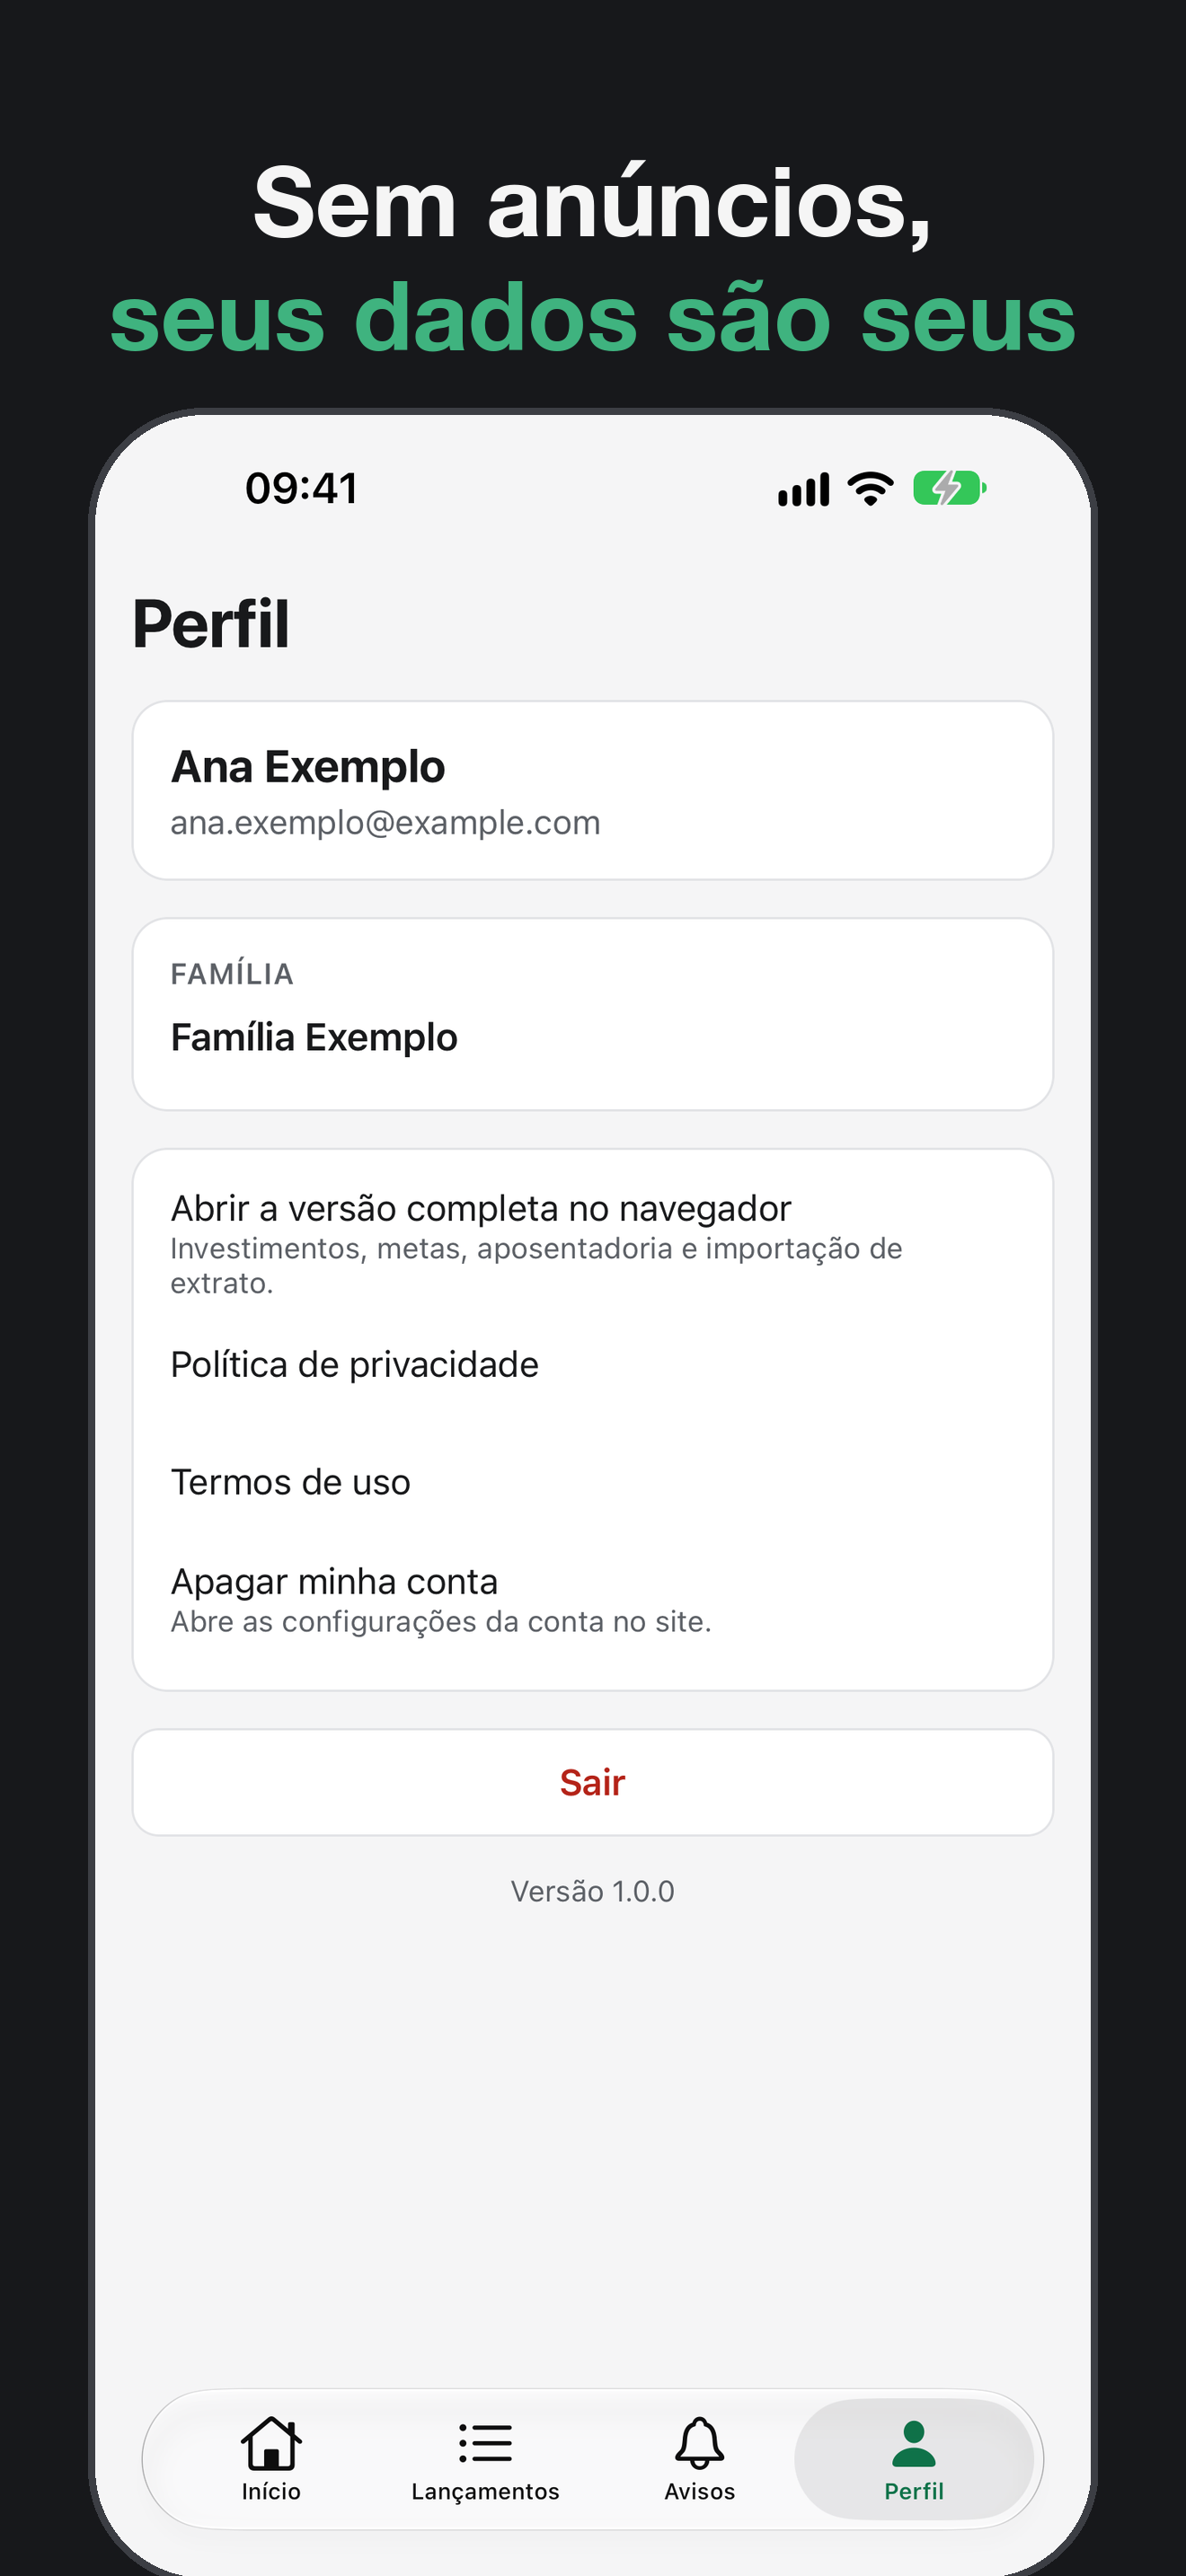 Sem anúncios,
seus dados são seus
09:41
Perfil
Ana Exemplo
ana.exemplo@example.com
FAMÍLIA
Família Exemplo
Abrir a versão completa no navegador
Investimentos, metas, aposentadoria e importação de
extrato.
Política de privacidade
Termos de uso
Apagar minha conta
Abre as configurações da conta no site.
Sair
Versão 1.0.0
Início
Lançamentos
Avisos
Perfil